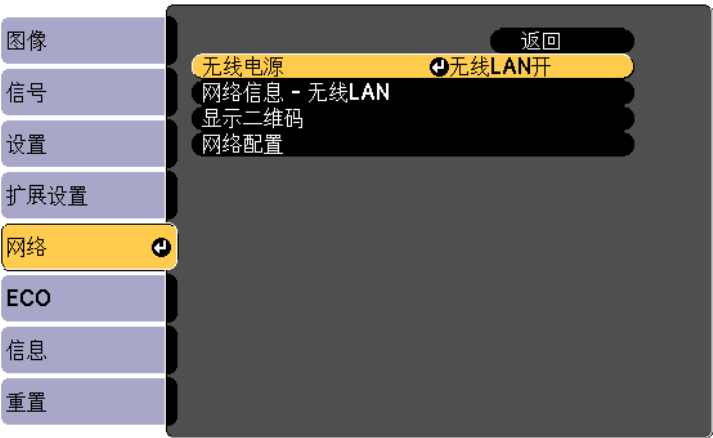 图像
信号
设置
扩展设置
网络
ECO
信息
重置
返回
无线电源 无线LAN开
网络信息 - 无线LAN
显示二维码
网络配置